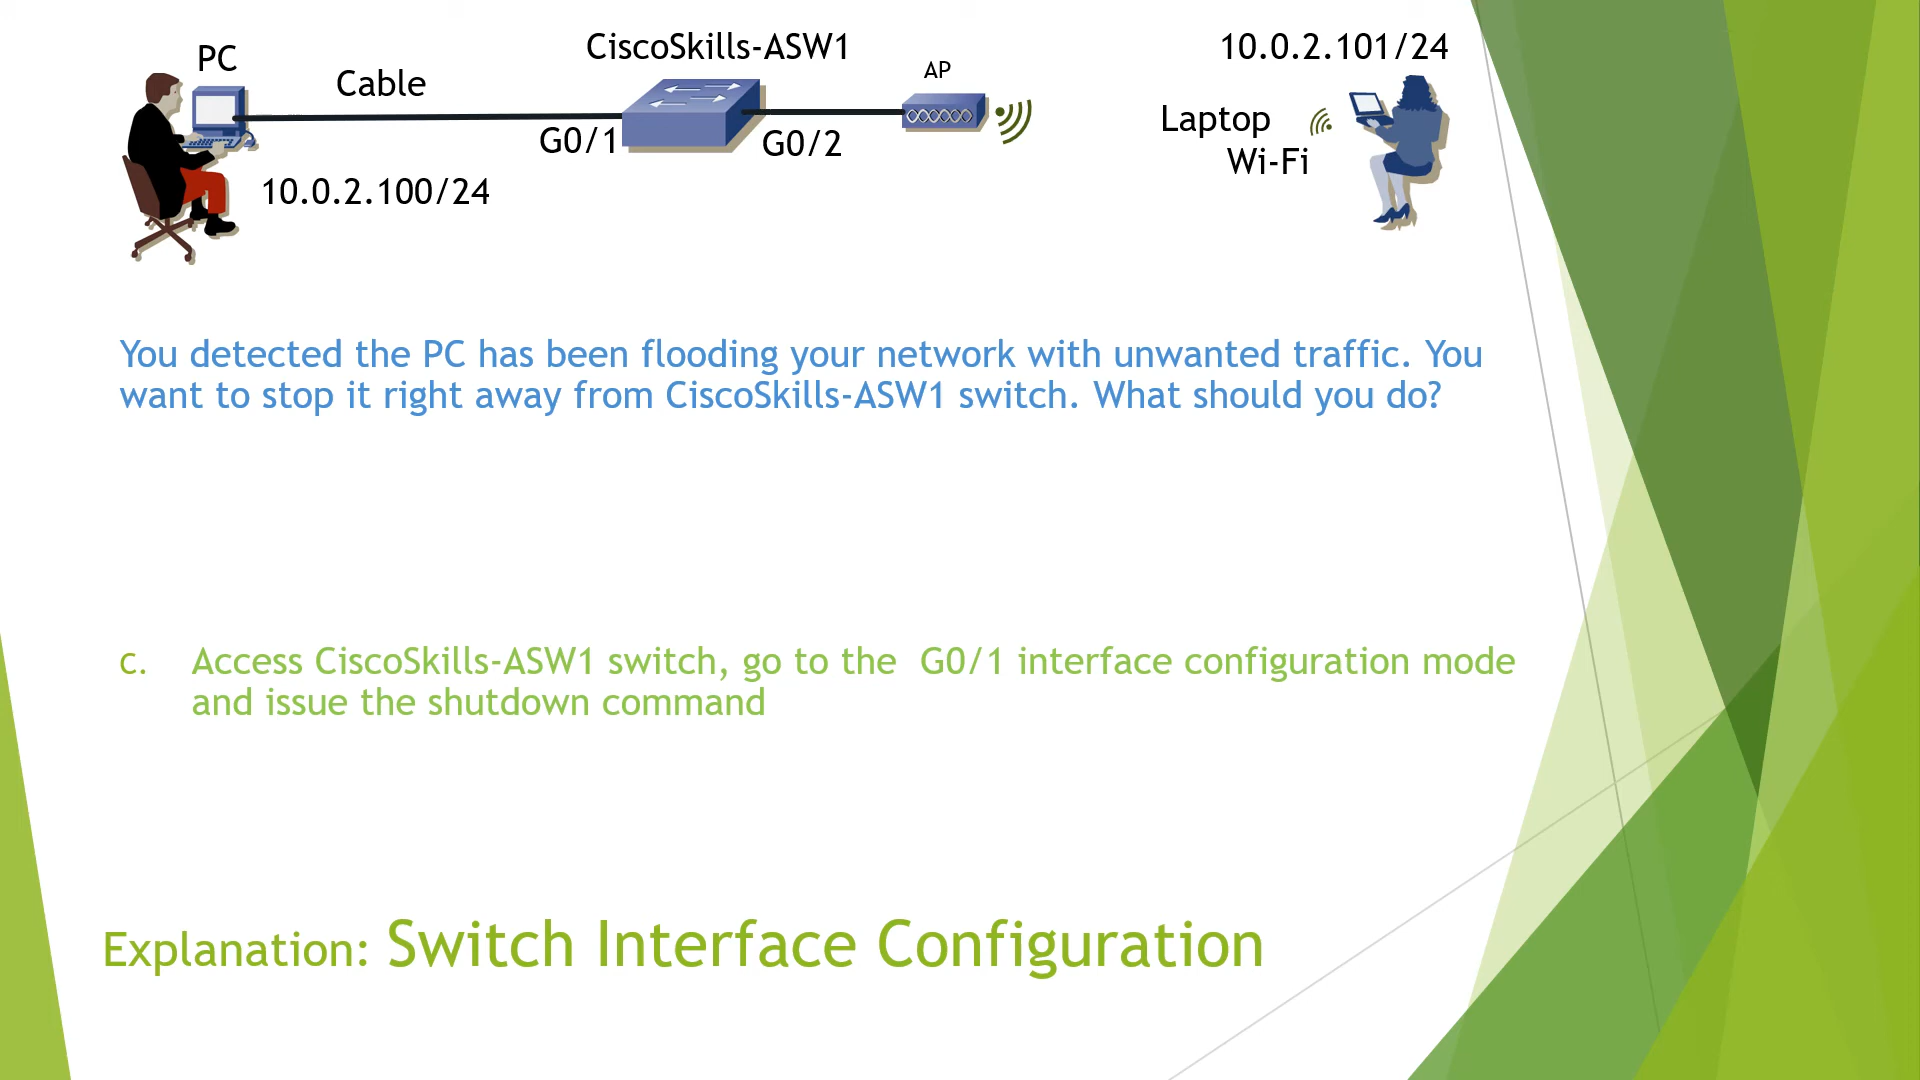 PC
Cable
CiscoSkills-ASW1
AP
10.0.2.101/24
G0/1
G0/2
Laptop
Wi-Fi
10.0.2.100/24
You detected the PC has been flooding your network with unwanted traffic. You
want to stop it right away from CiscoSkills-ASW1 switch. What should you do?
c. Access CiscoSkills-ASW1 switch, go to the  G0/1 interface configuration mode
and issue the shutdown command
Explanation: Switch Interface Configuration